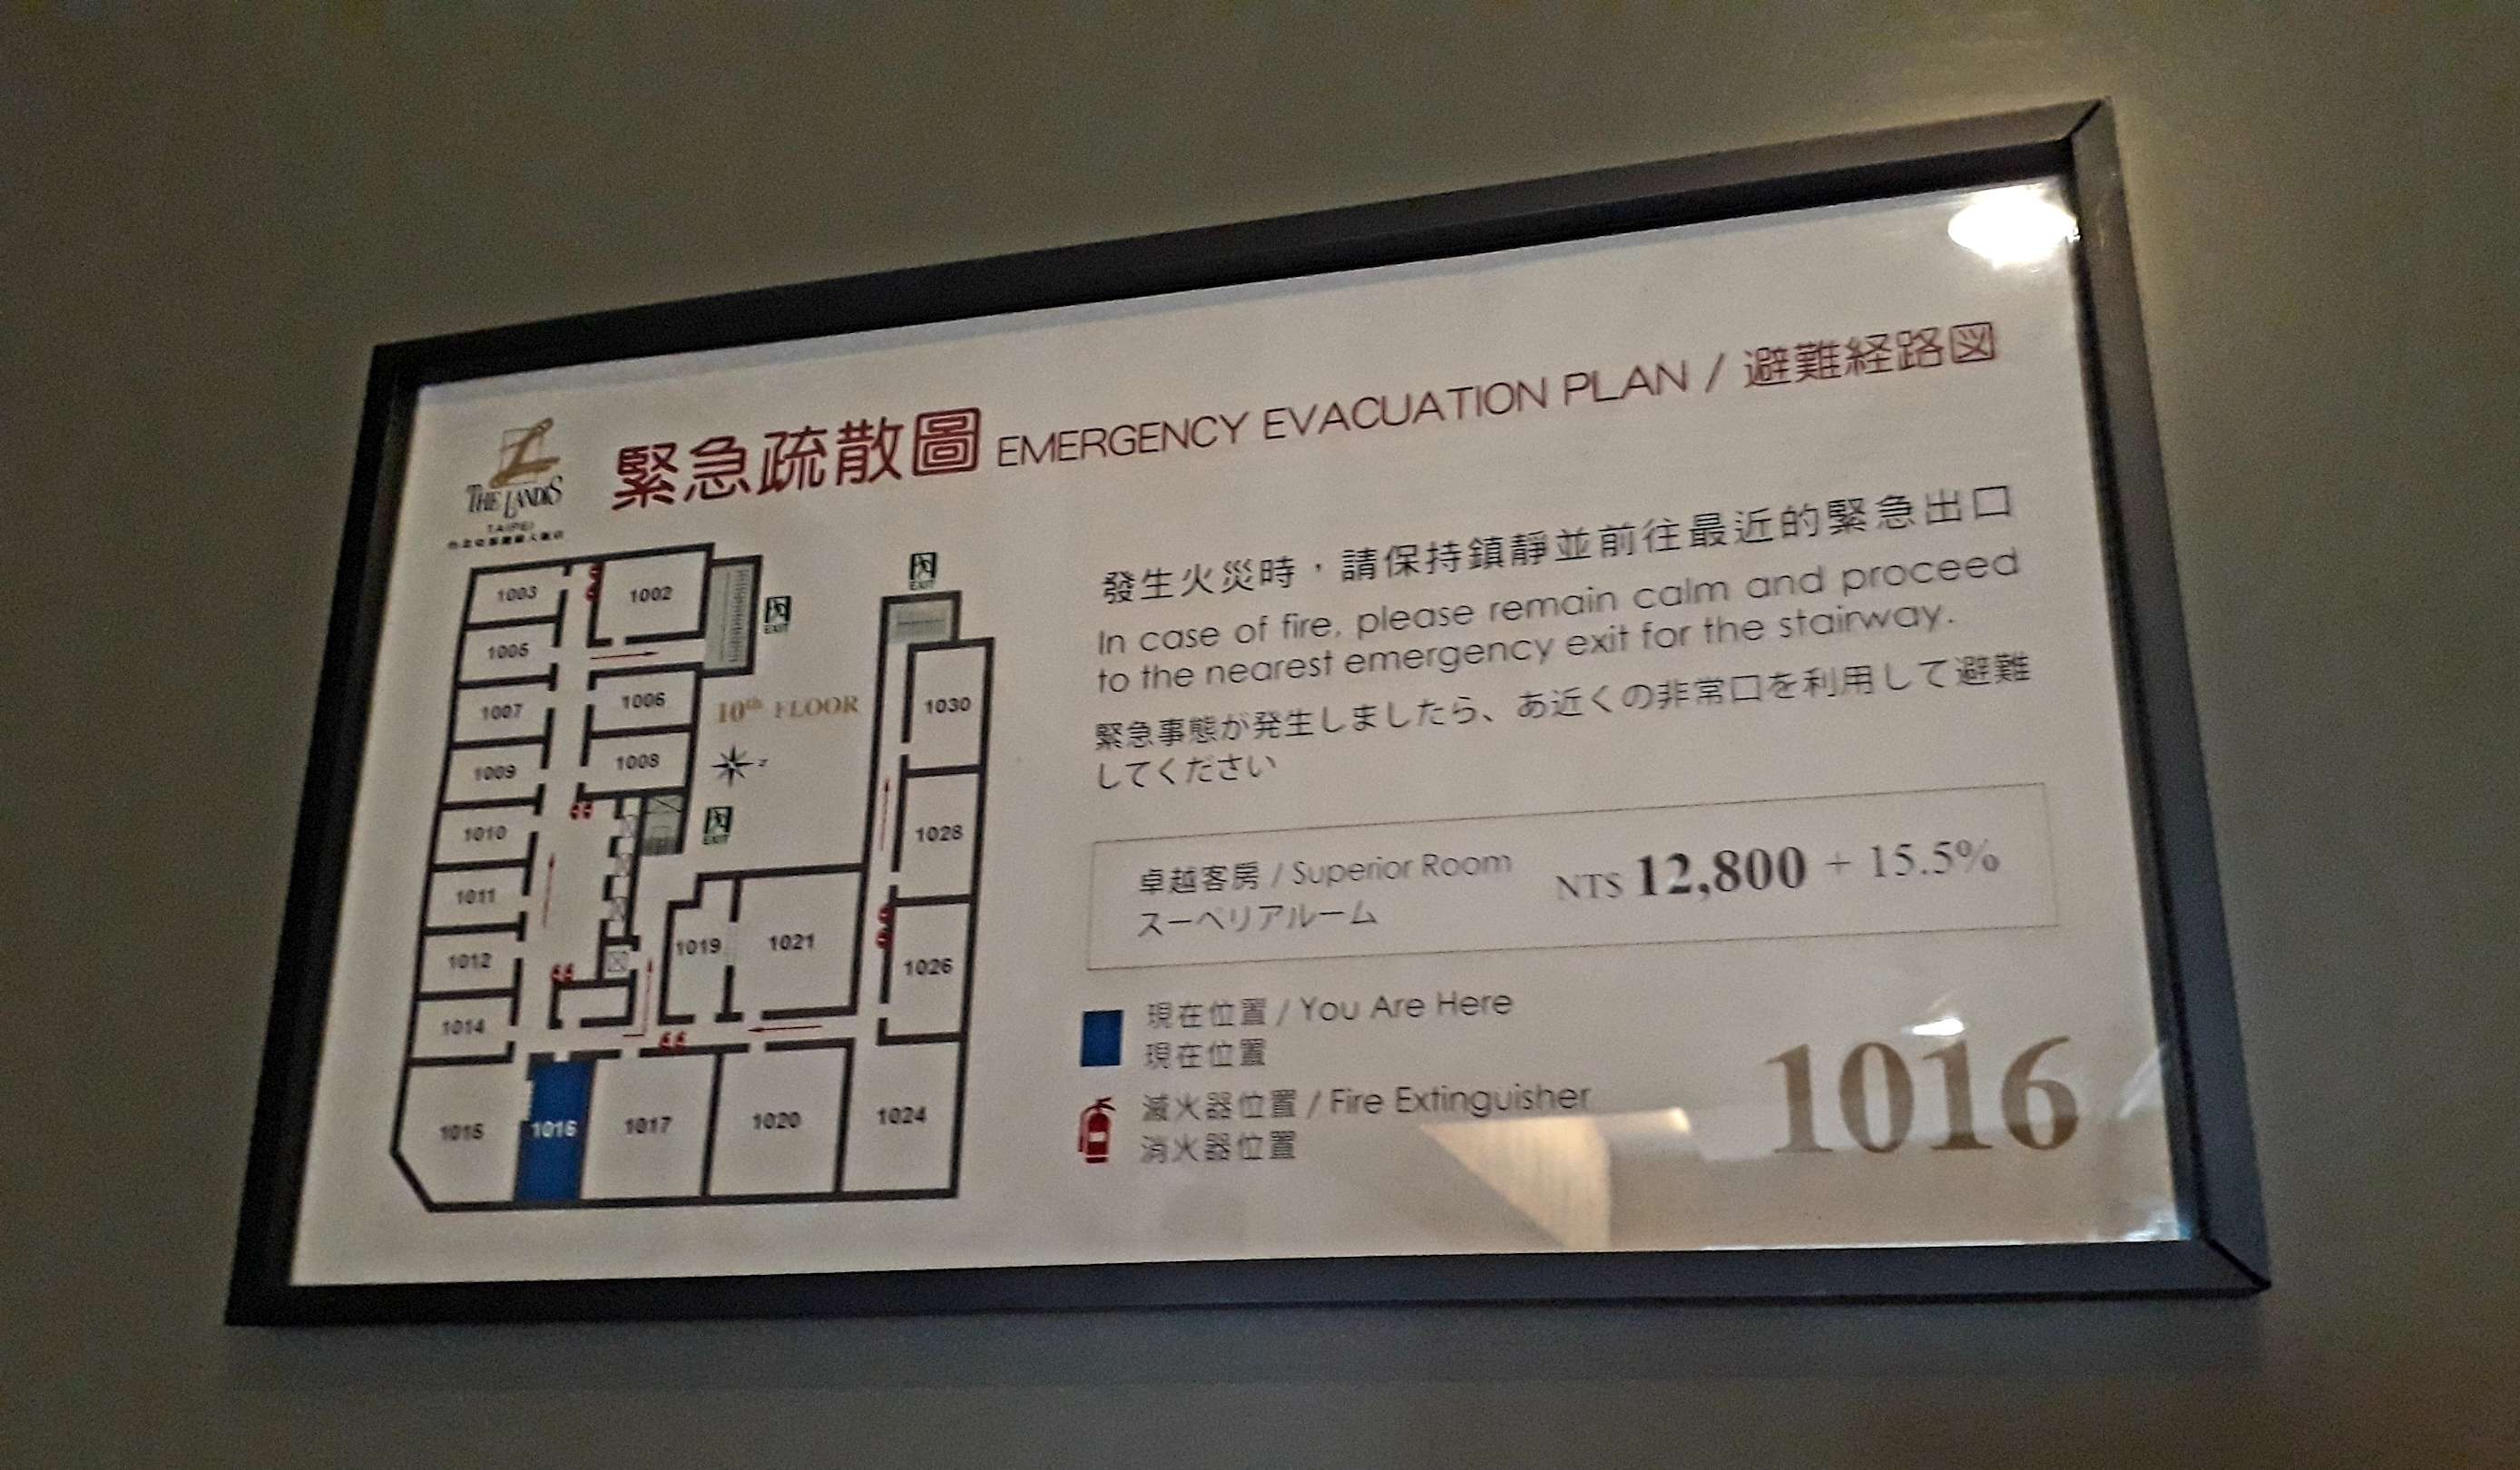 THE LANDIS
TAIPEI
緊急疏散圖 EMERGENCY EVACUATION PLAN / 避難経路図
發生火災時，請保持鎮靜並前往最近的緊急出口
In case of fire, please remain calm and proceed
to the nearest emergency exit for the stairway.
緊急事態が発生しましたら、あ近くの非常口を利用して避難
してください
卓越客房 / Superior Room
スーペリアルーム
NT$ 12,800 + 15.5%
現在位置 / You Are Here
現在位置
滅火器位置 / Fire Extinguisher
消火器位置
1016
10th FLOOR
Z
EXIT
EXIT
EXIT
1003
1002
1005
1007
1006
1009
1008
1010
1011
1012
1014
1015
1016
1017
1020
1024
1019
1021
1026
1028
1030